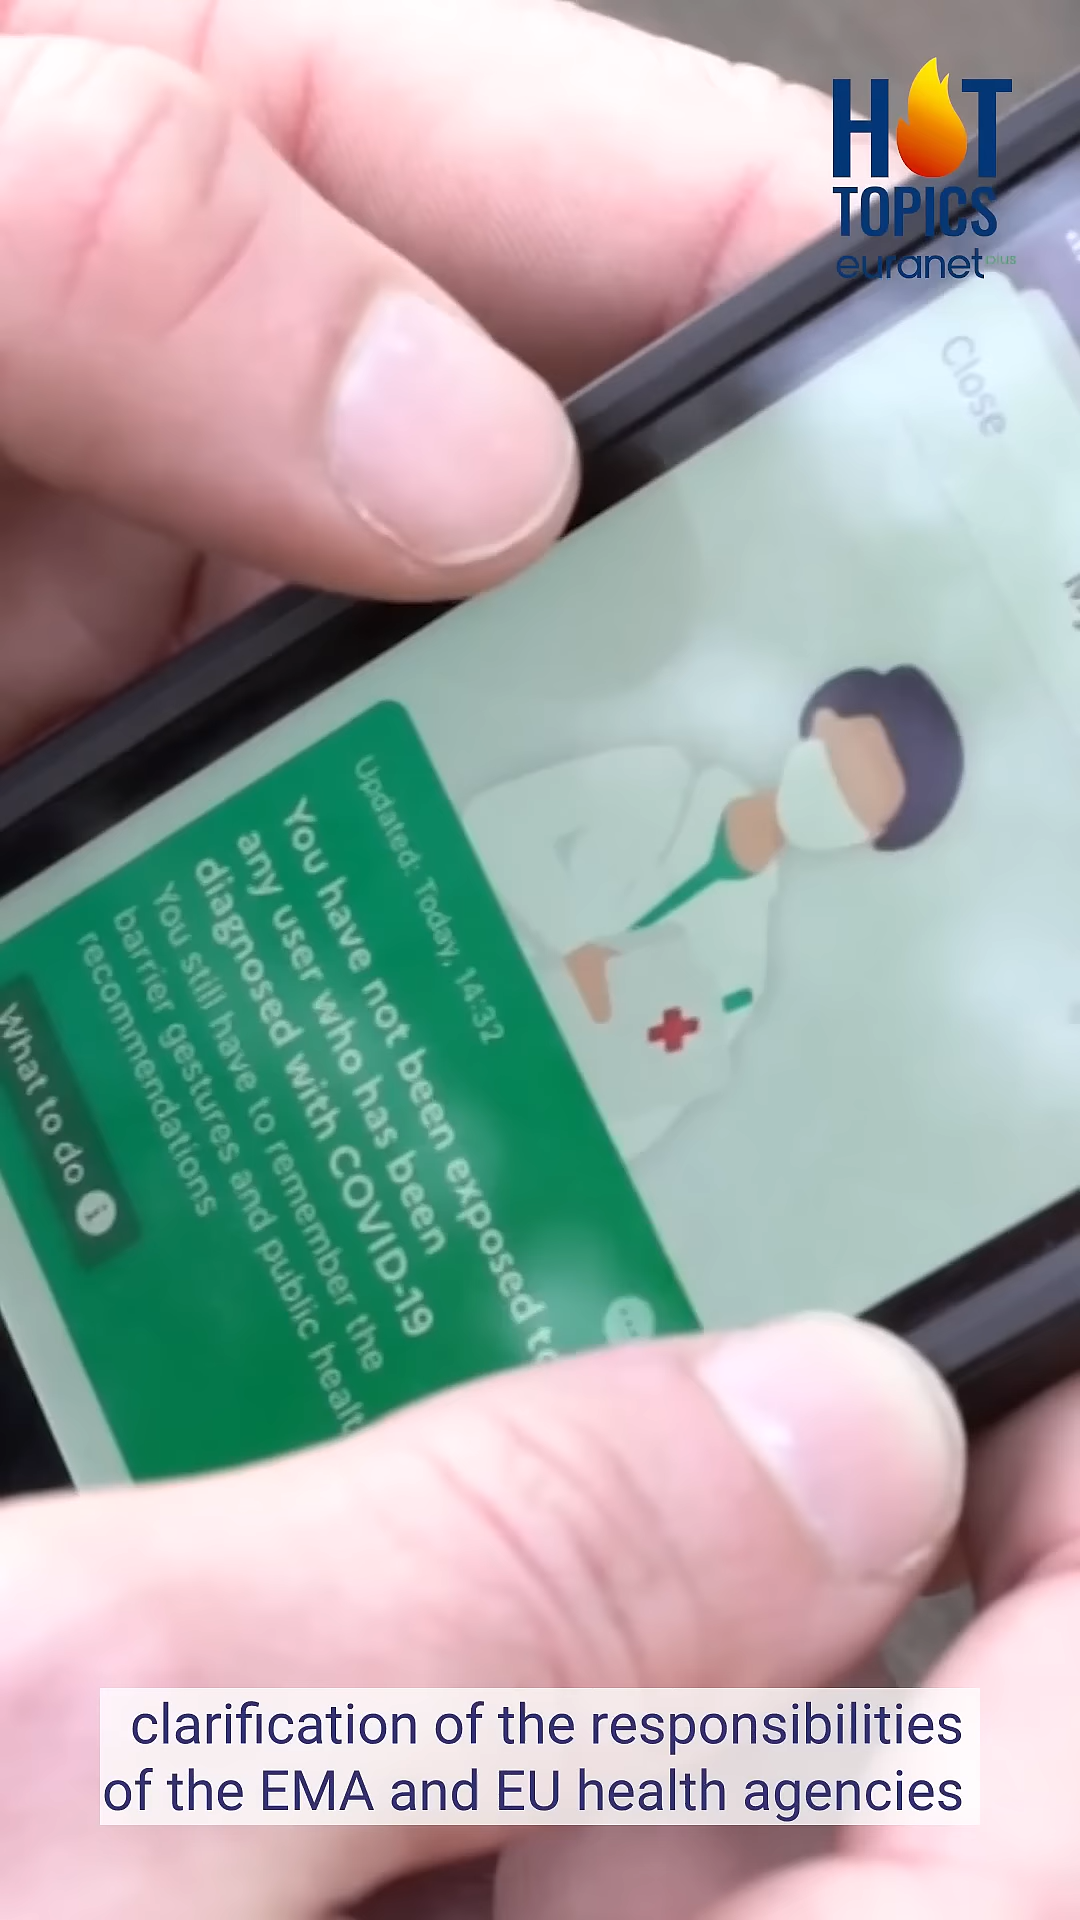 HOT
TOPICS
euranet plus
Close
Updated: Today, 14:32
You have not been exposed to
any user who has been
diagnosed with COVID-19
You still have to remember the
barrier gestures and public health
recommendations
What to do
clarification of the responsibilities
of the EMA and EU health agencies